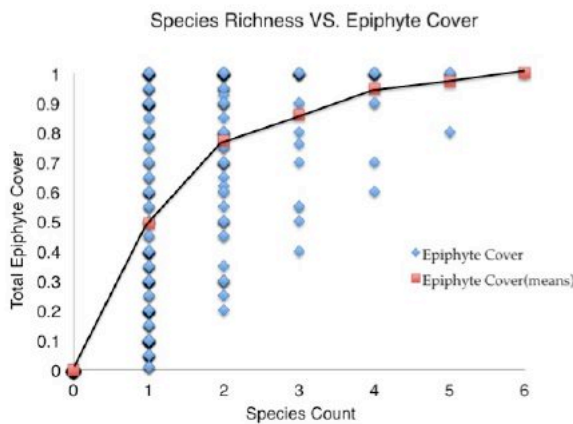 Species Richness VS. Epiphyte Cover
1
0.9
0.8
0.7
0.6
0.5
0.4
0.3
0.2
0.1
0
Total Epiphyte Cover
Epiphyte Cover
Epiphyte Cover(means)
0 1 2 3 4 5 6
Species Count